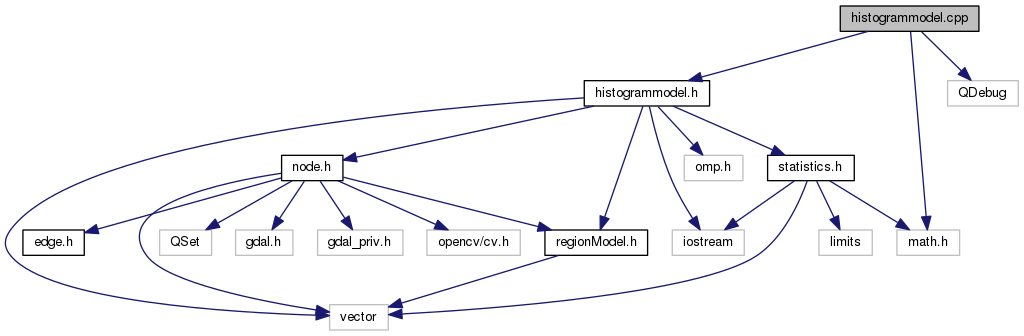 histogrammodel.cpp
histogrammodel.h
QDebug
node.h
omp.h
statistics.h
edge.h
QSet
gdal.h
gdal_priv.h
opencv/cv.h
regionModel.h
iostream
limits
math.h
vector